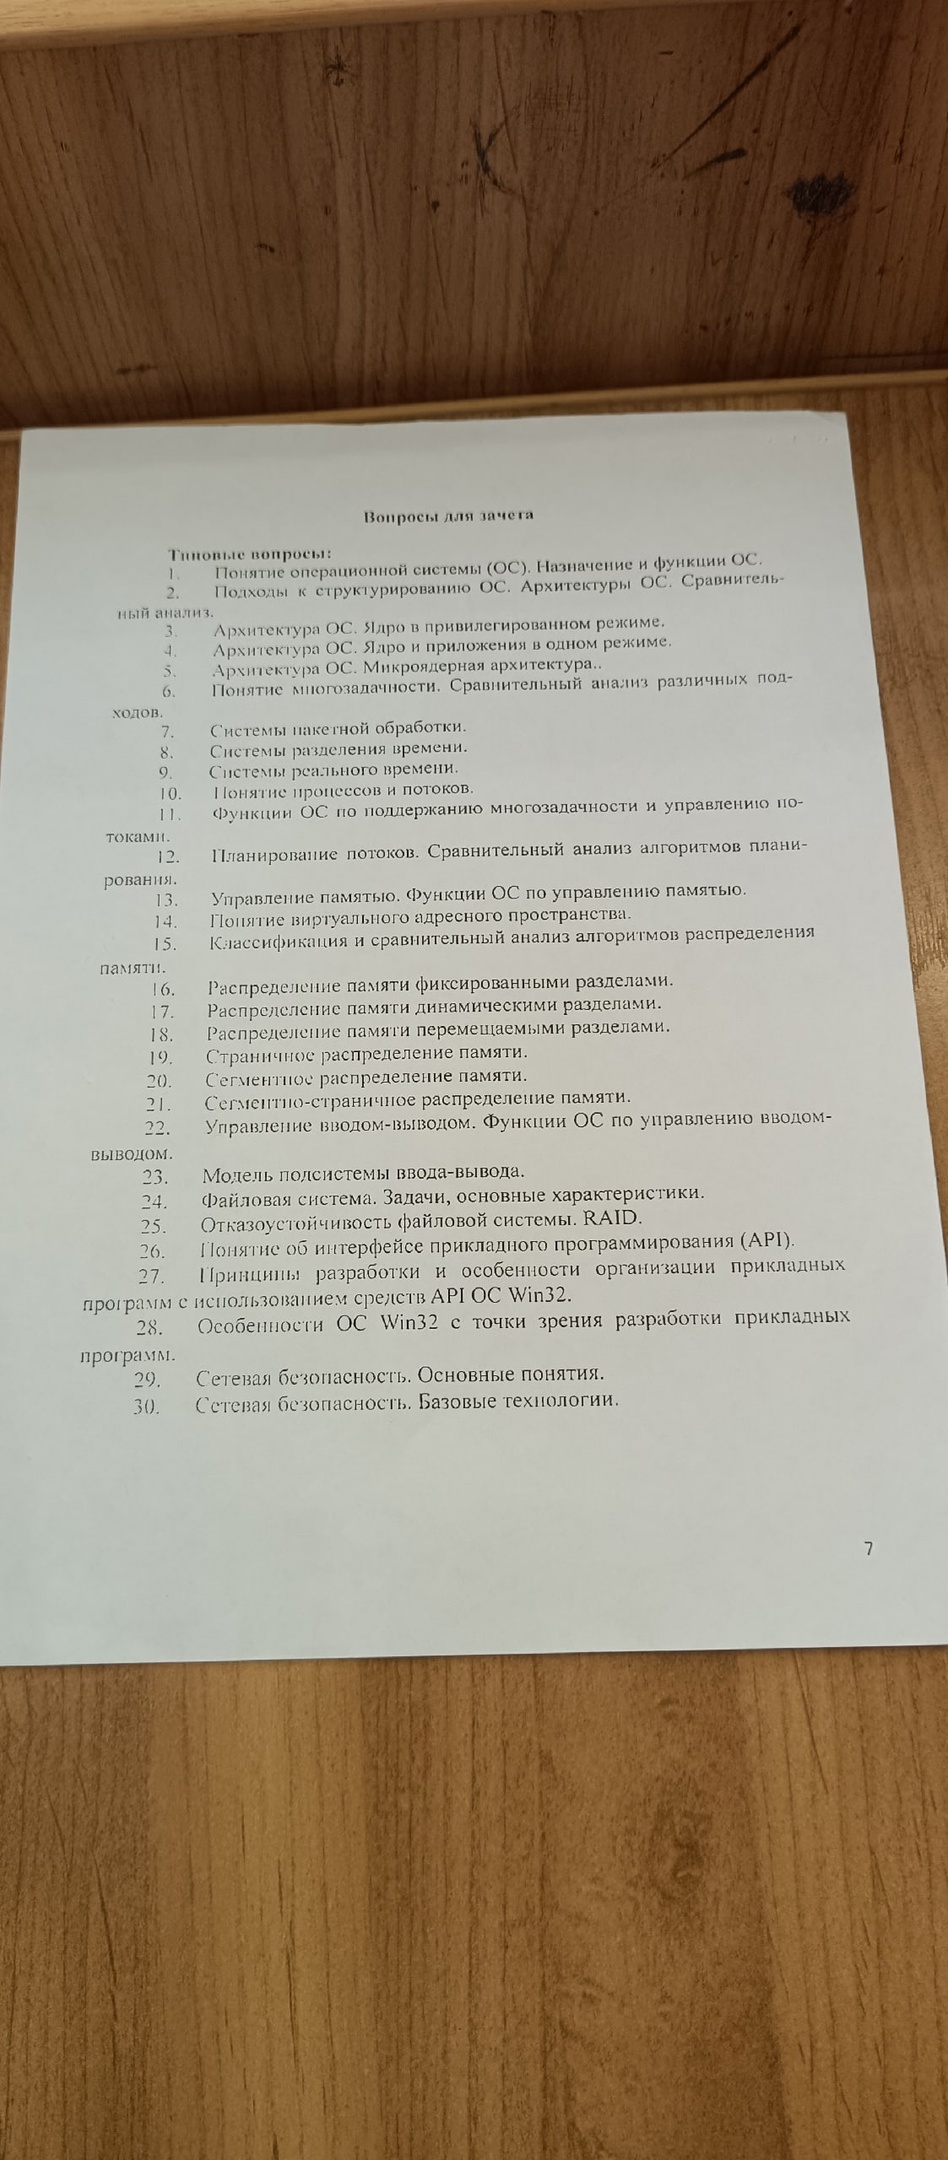 Вопросы для зачета
Типовые вопросы:
1. Понятие операционной системы (ОС). Назначение и функции ОС.
2. Подходы к структурированию ОС. Архитектуры ОС. Сравнитель-
ный анализ.
3. Архитектура ОС. Ядро в привилегированном режиме.
4. Архитектура ОС. Ядро и приложения в одном режиме.
5. Архитектура ОС. Микроядерная архитектура..
6. Понятие многозадачности. Сравнительный анализ различных под-
ходов.
7. Системы пакетной обработки.
8. Системы разделения времени.
9. Системы реального времени.
10. Понятие процессов и потоков.
11. Функции ОС по поддержанию многозадачности и управлению по-
токами.
12. Планирование потоков. Сравнительный анализ алгоритмов плани-
рования.
13. Управление памятью. Функции ОС по управлению памятью.
14. Понятие виртуального адресного пространства.
15. Классификация и сравнительный анализ алгоритмов распределения
памяти.
16. Распределение памяти фиксированными разделами.
17. Распределение памяти динамическими разделами.
18. Распределение памяти перемещаемыми разделами.
19. Страничное распределение памяти.
20. Сегментное распределение памяти.
21. Сегментно-страничное распределение памяти.
22. Управление вводом-выводом. Функции ОС по управлению вводом-
выводом.
23. Модель подсистемы ввода-вывода.
24. Файловая система. Задачи, основные характеристики.
25. Отказоустойчивость файловой системы. RAID.
26. Понятие об интерфейсе прикладного программирования (API).
27. Принципы разработки и особенности организации прикладных
программ с использованием средств API ОС Win32.
28. Особенности ОС Win32 с точки зрения разработки прикладных
программ.
29. Сетевая безопасность. Основные понятия.
30. Сетевая безопасность. Базовые технологии.
7